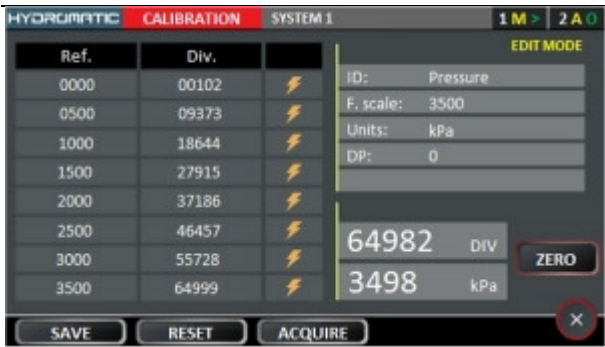 HYDROMATIC CALIBRATION SYSTEM 1 1 M > 2 A 0
EDIT MODE
Ref. Div.
0000 00102
0500 09373
1000 18644
1500 27915
2000 37186
2500 46457
3000 55728
3500 64999
ID: Pressure
F. scale: 3500
Units: kPa
DP: 0
64982 DIV
3498 kPa
ZERO
SAVE RESET ACQUIRE ×